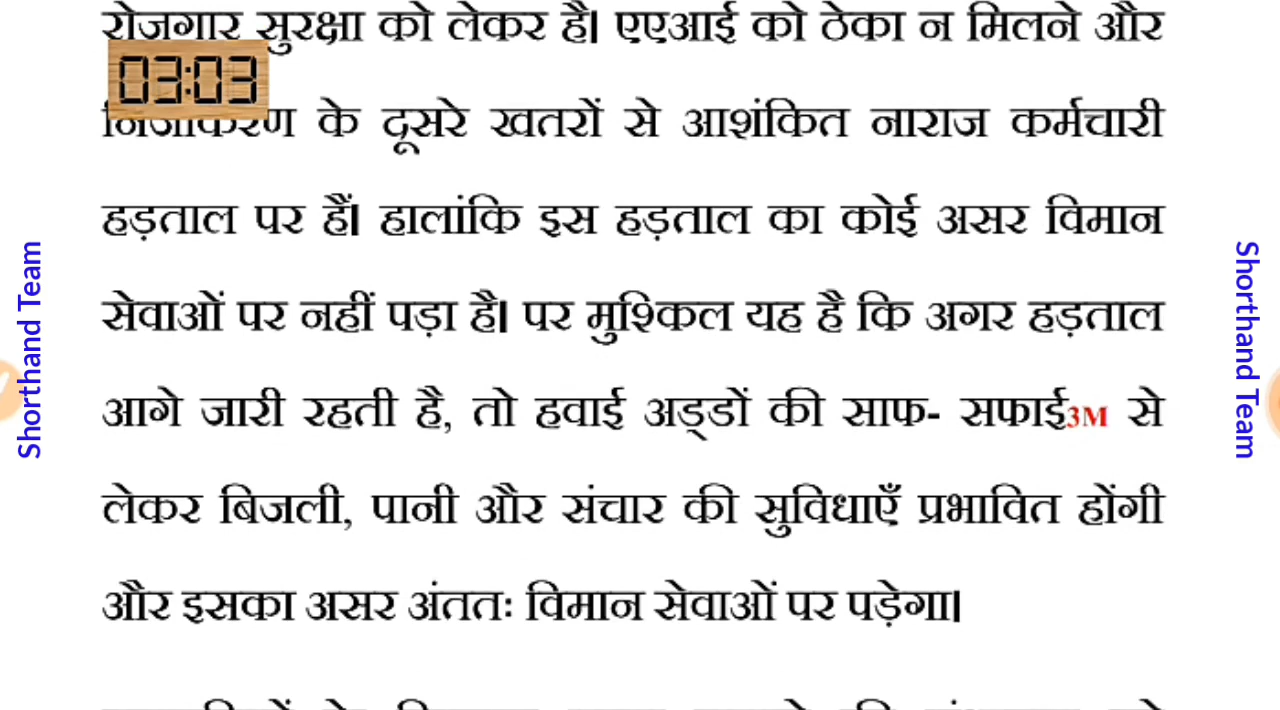 रोजगार सुरक्षा को लेकर है। एएआई को ठेका न मिलने और
03:03
निजीकरण के दूसरे खतरों से आशंकित नाराज कर्मचारी
हड़ताल पर हैं। हालांकि इस हड़ताल का कोई असर विमान
सेवाओं पर नहीं पड़ा है। पर मुश्किल यह है कि अगर हड़ताल
आगे जारी रहती है, तो हवाई अड्डों की साफ- सफाई3M से
लेकर बिजली, पानी और संचार की सुविधाएँ प्रभावित होंगी
और इसका असर अंततः विमान सेवाओं पर पड़ेगा।
Shorthand Team
Shorthand Team